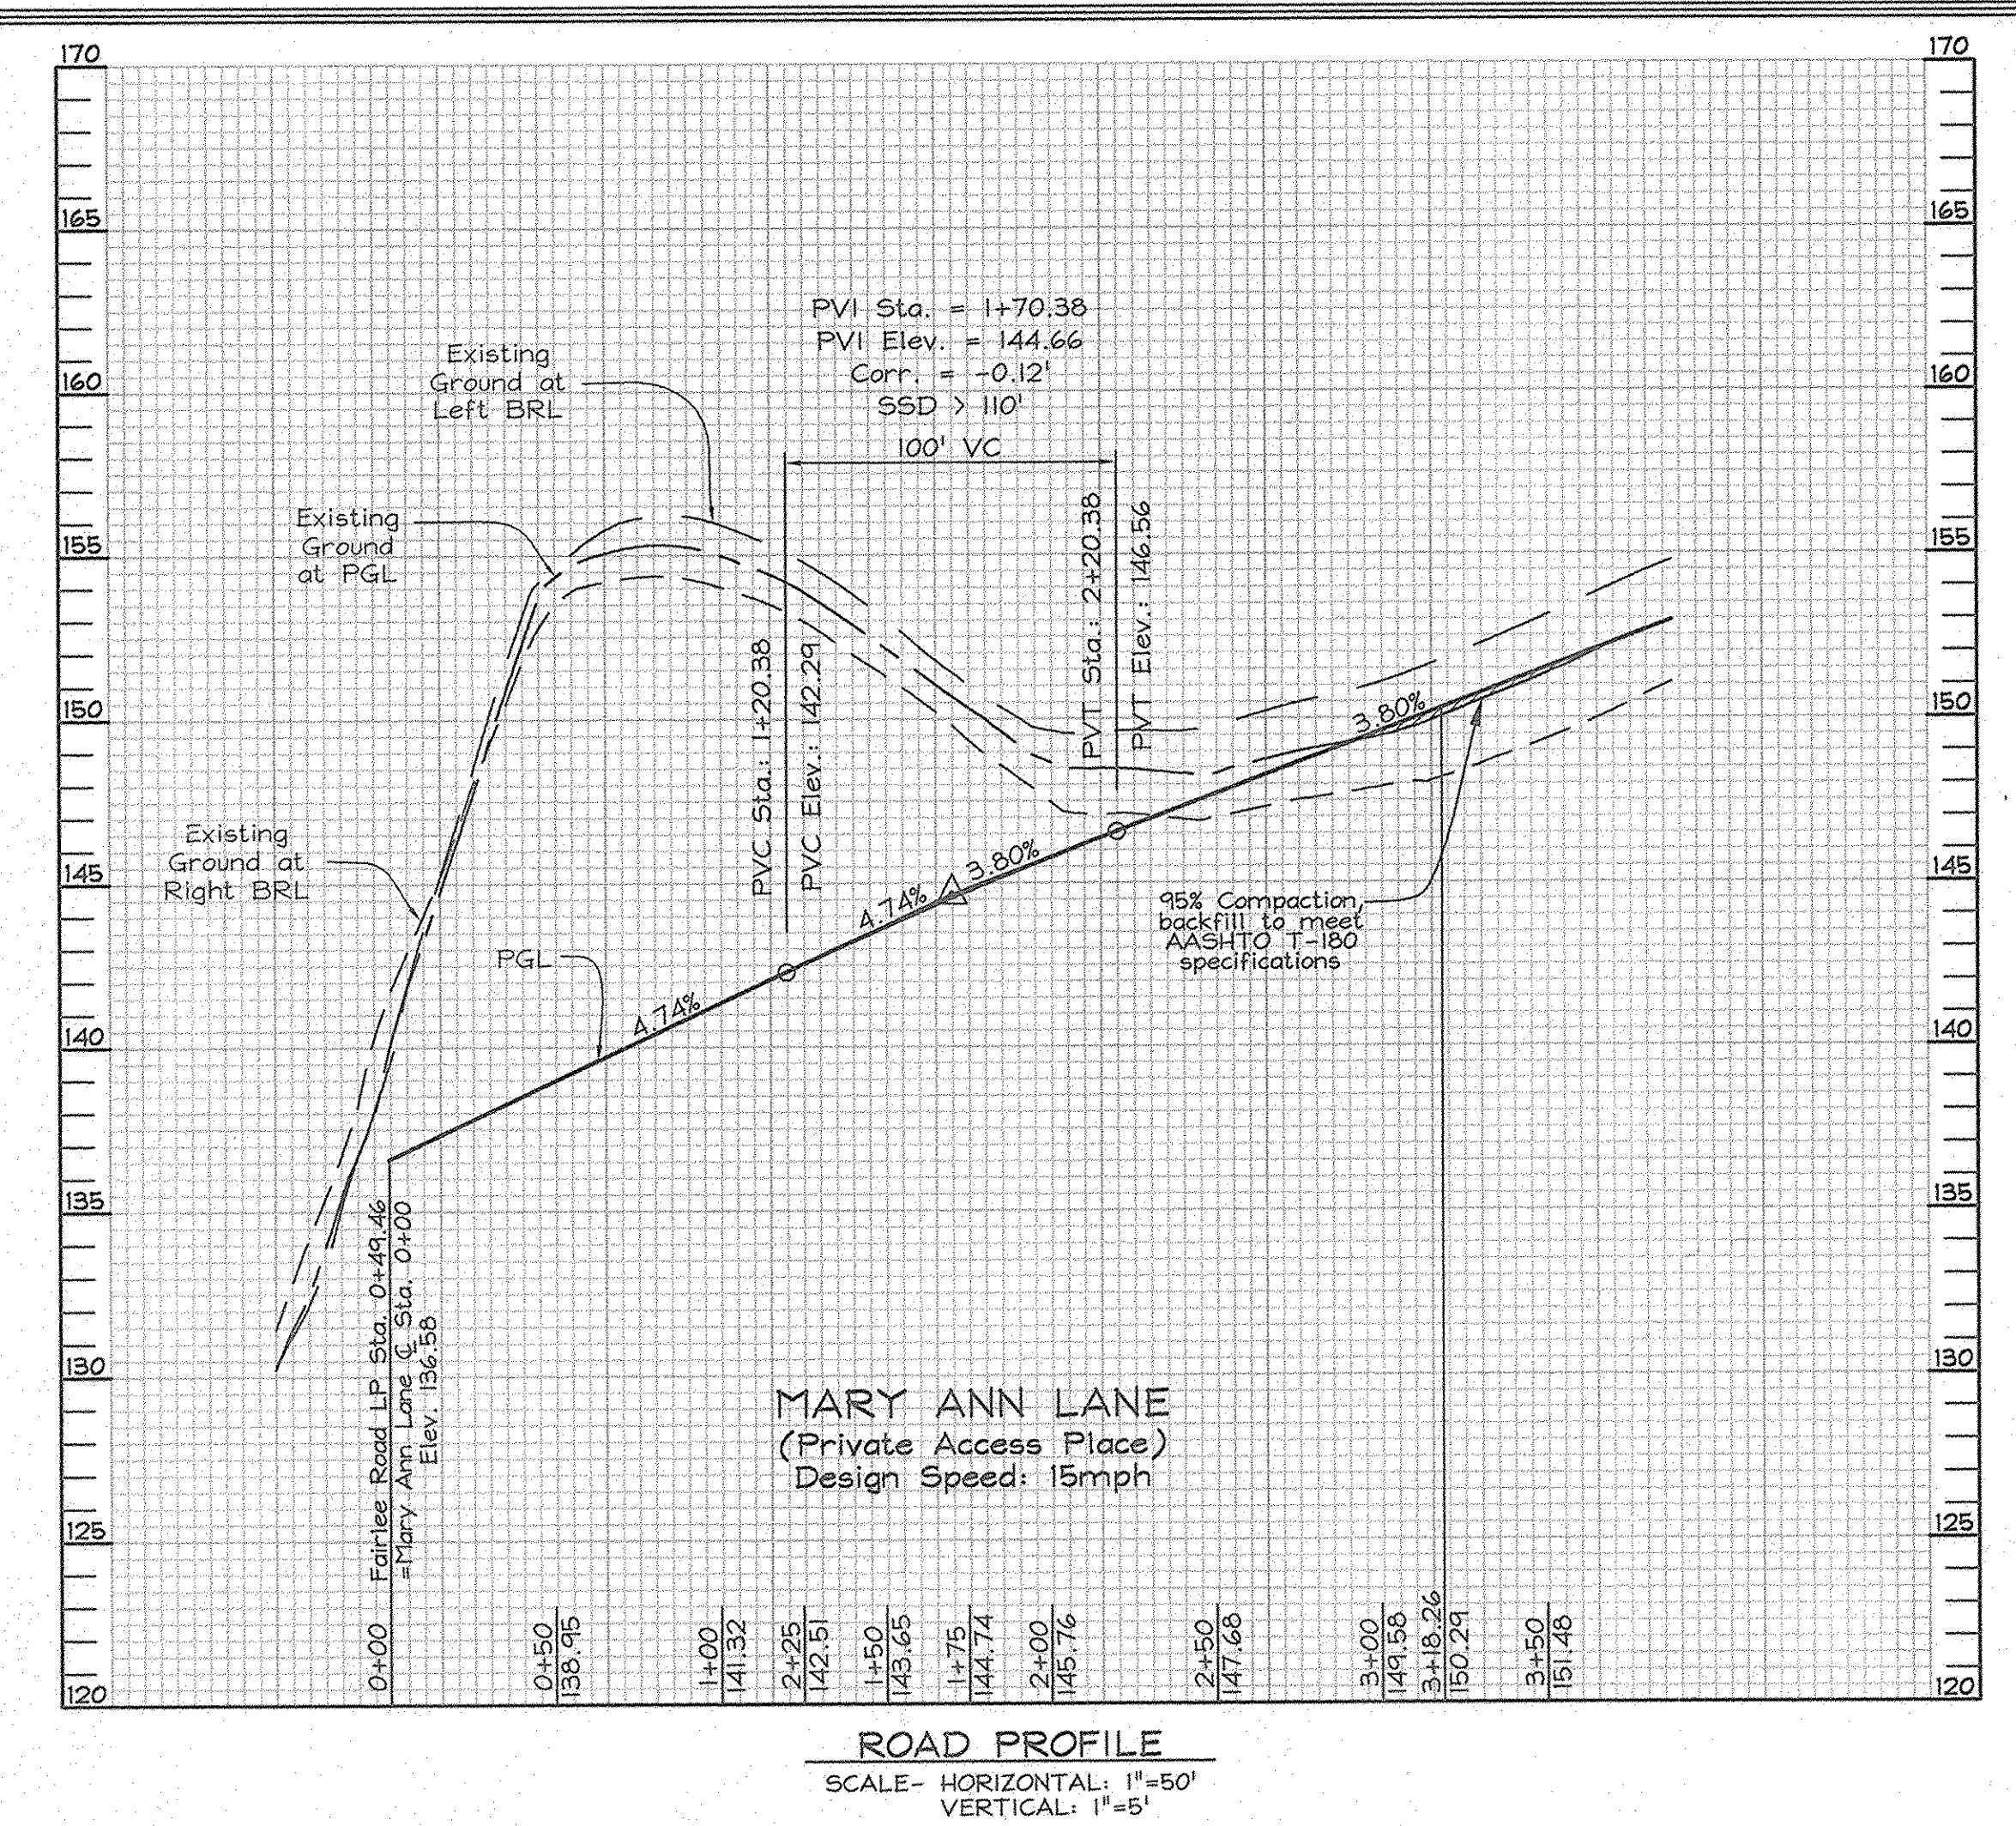 170
170
165
165
160
160
155
155
150
150
145
145
140
140
135
135
130
130
125
125
120
120
PVI Sta. = 1+70.38
PVI Elev. = 144.66
Corr. = -0.12'
SSD > 110'
100' VC
Existing
Ground at
Left BRL
Existing
Ground
at PGL
Existing
Ground at
Right BRL
PGL
PVC Sta.: 1+20.38
PVC Elev.: 142.29
PVT Sta.: 2+20.38
PVT Elev.: 146.56
4.74%
4.74%
3.80%
3.80%
95% Compaction,
backfill to meet
AASHTO T-180
specifications
Fairlee Road LP Sta. 0+49.46
=Mary Ann Lane ℄ Sta. 0+00
Elev. 136.58
MARY ANN LANE
(Private Access Place)
Design Speed: 15mph
0+00
0+50
138.95
1+00
141.32
2+25
142.51
1+50
143.65
1+75
144.74
2+00
145.76
2+50
147.68
3+00
149.58
3+18.26
150.29
3+50
151.48
ROAD PROFILE
SCALE- HORIZONTAL: 1"=50'
VERTICAL: 1"=5'